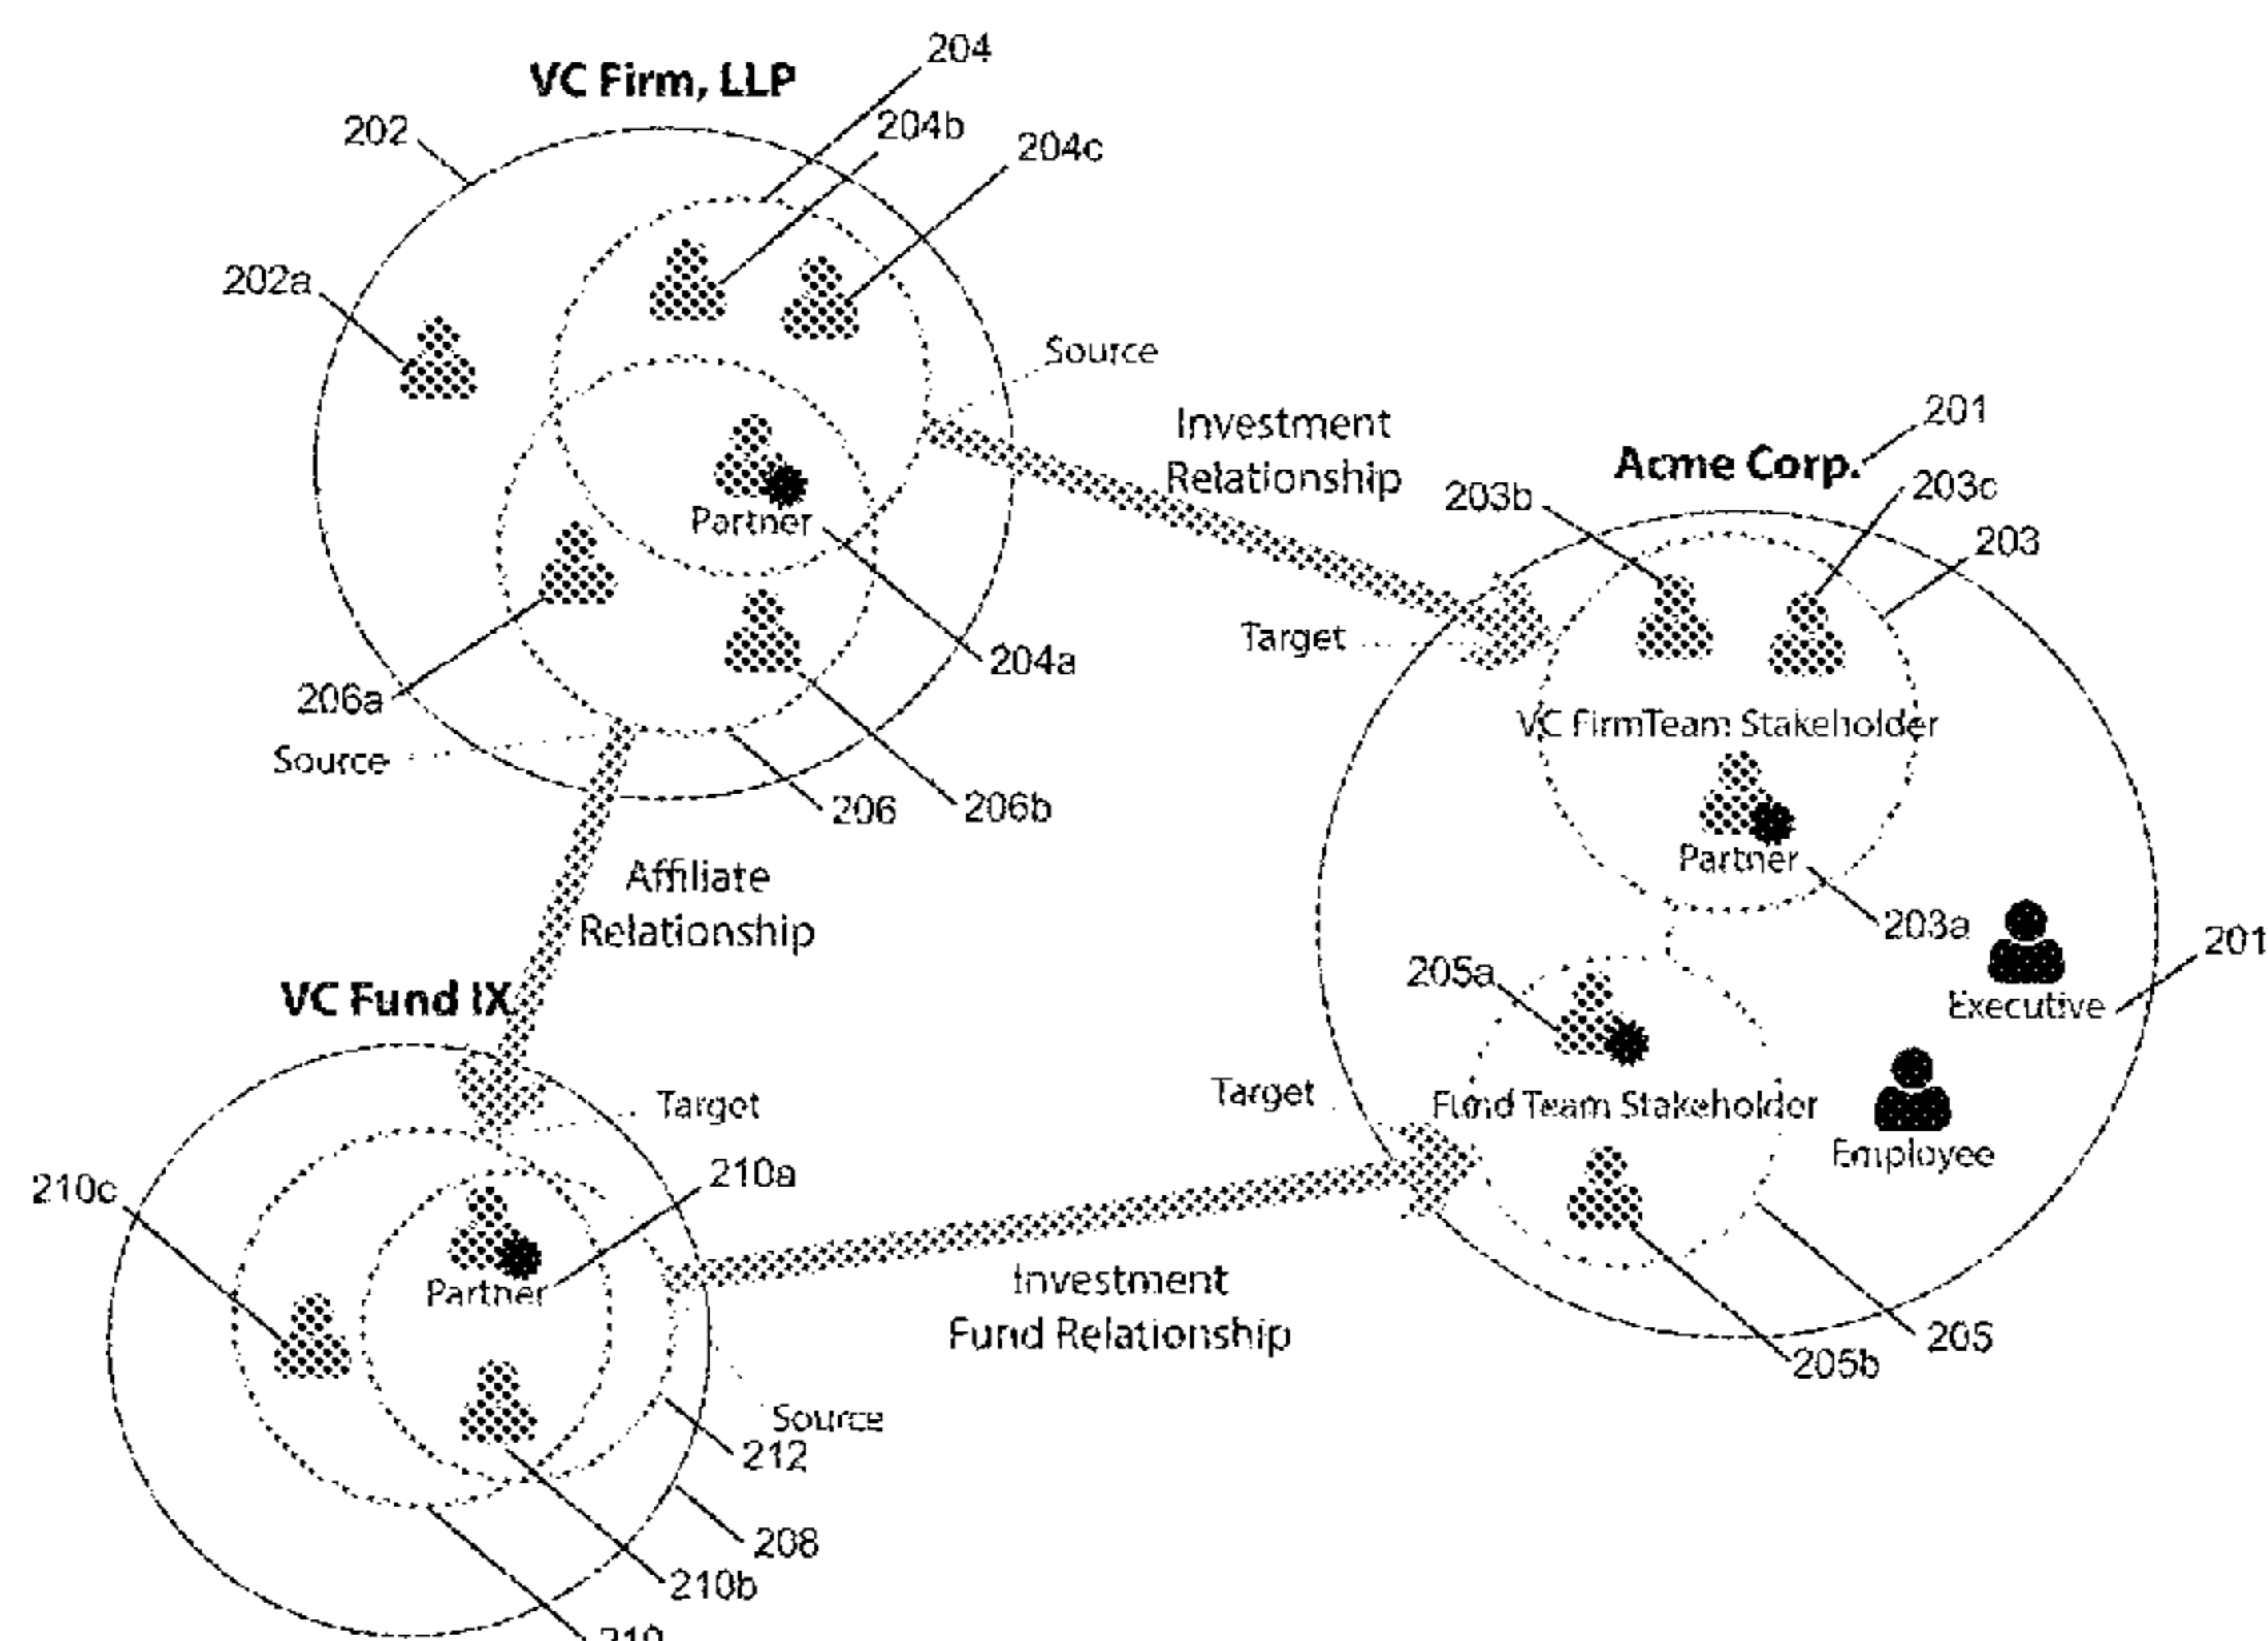 204
VC Firm, LLP
204b
202
204c
202a
Source
Investment
Relationship
201
Acme Corp.
203b
203c
Partner
203
Target
204a
206a
VC FirmTeam Stakeholder
Source
206
206b
Partner
Affiliate
Relationship
203a
201
205a
Executive
VC Fund IX
Target
Target
Fund Team Stakeholder
Employee
210c
210a
Partner
Investment
Fund Relationship
205
205b
Source
212
208
210b
210